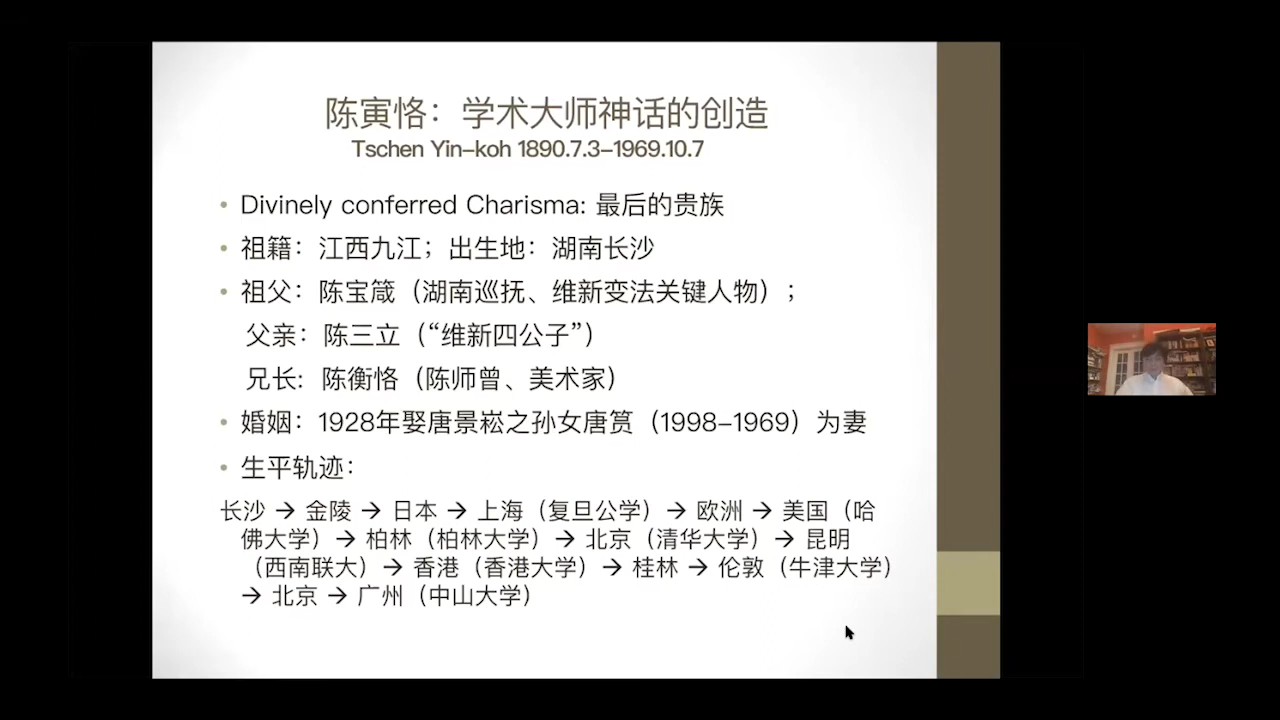 陈寅恪：学术大师神话的创造
Tschen Yin-koh 1890.7.3-1969.10.7
• Divinely conferred Charisma: 最后的贵族
• 祖籍：江西九江；出生地：湖南长沙
• 祖父：陈宝箴（湖南巡抚、维新变法关键人物）；
父亲：陈三立（“维新四公子”）
兄长：陈衡恪（陈师曾、美术家）
• 婚姻：1928年娶唐景崧之孙女唐筼（1998-1969）为妻
• 生平轨迹：
长沙 → 金陵 → 日本 → 上海（复旦公学）→ 欧洲 → 美国（哈
佛大学）→ 柏林（柏林大学）→ 北京（清华大学）→ 昆明
（西南联大）→ 香港（香港大学）→ 桂林 → 伦敦（牛津大学）
→ 北京 → 广州（中山大学）